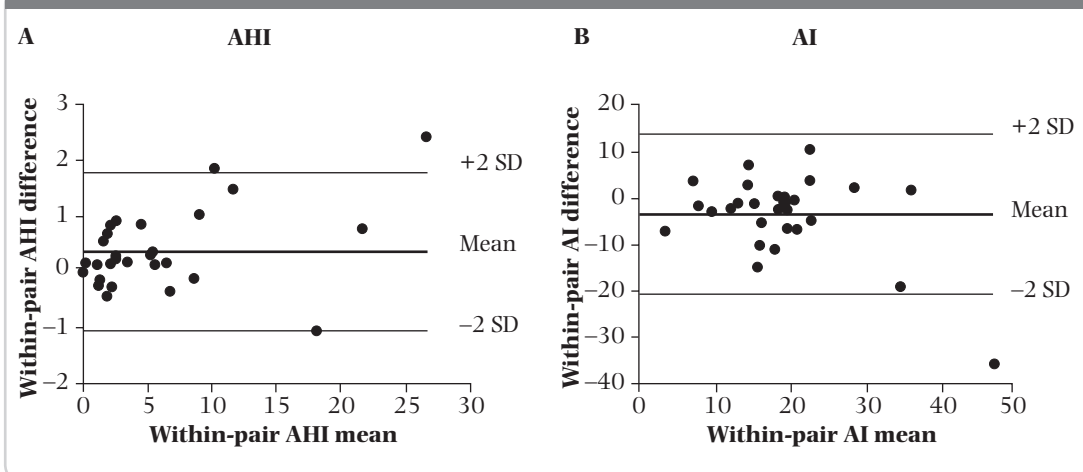 A
AHI
Within-pair AHI difference
3
2
1
0
–1
–2
+2 SD
Mean
–2 SD
0 5 10 15 20 25 30
Within-pair AHI mean
B
AI
Within-pair AI difference
20
10
0
–10
–20
–30
–40
+2 SD
Mean
–2 SD
0 10 20 30 40 50
Within-pair AI mean